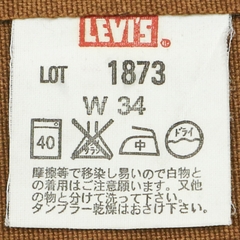 LEVI'S
®
LOT 1873
W 34
40 中 ドライ
摩擦等で移染し易いので白物と
の着用はご注意願います。又他
の物と分けて洗って下さい。
タンブラー乾燥はおさけ下さい。